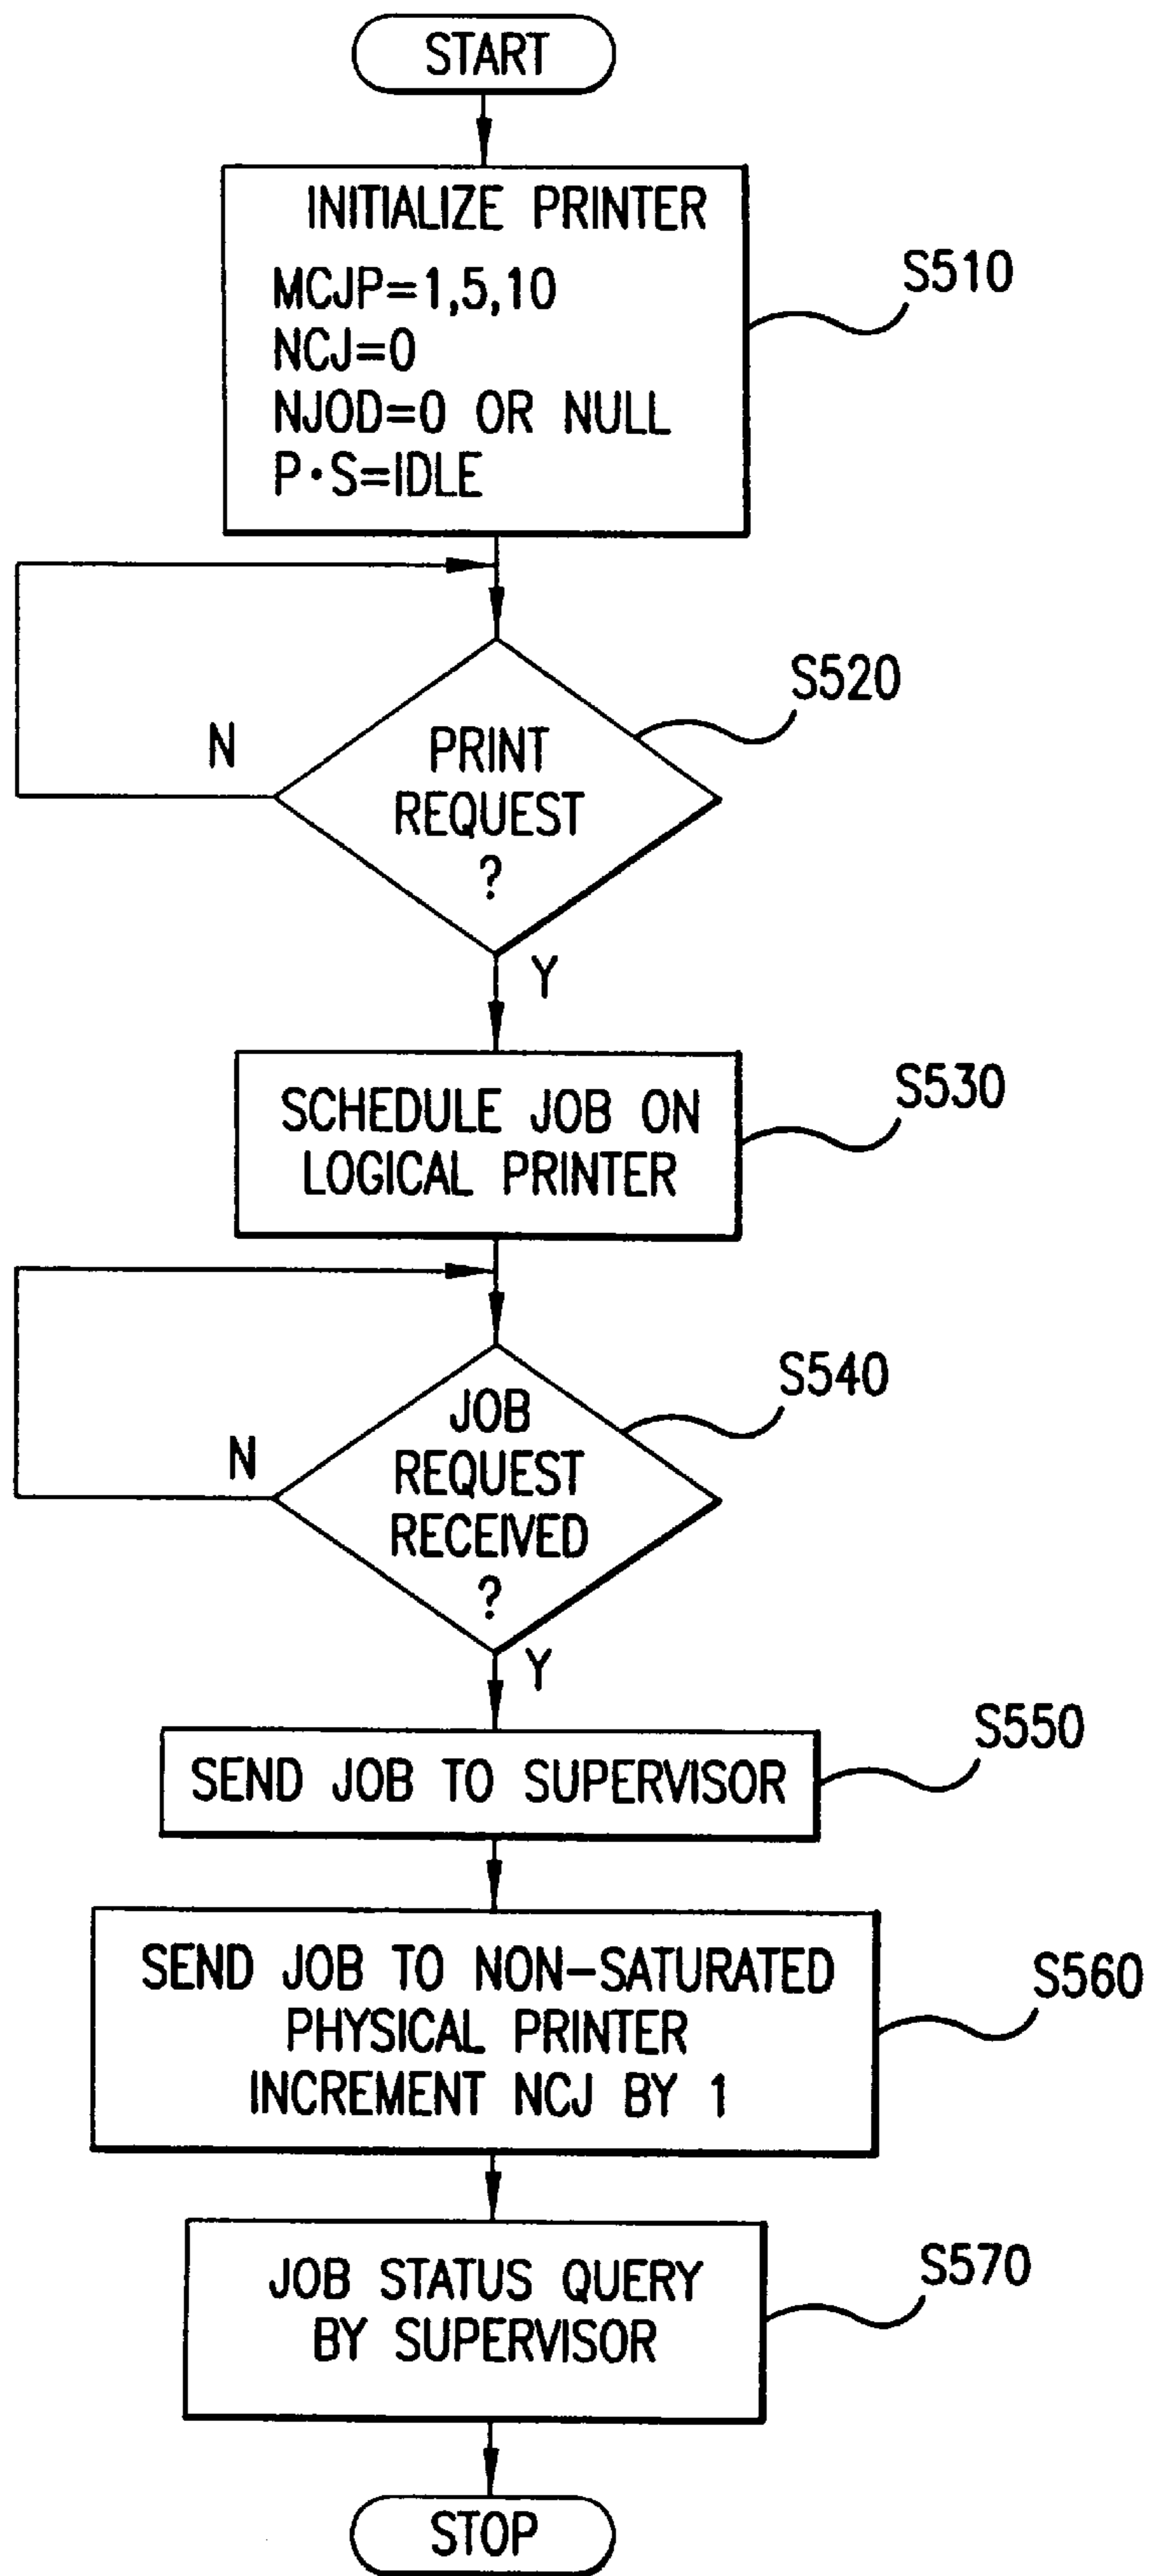 START
INITIALIZE PRINTER
MCJP=1,5,10
NCJ=0
NJOD=0 OR NULL
P·S=IDLE
S510
PRINT
REQUEST
?
S520
N
Y
SCHEDULE JOB ON
LOGICAL PRINTER
S530
JOB
REQUEST
RECEIVED
?
S540
N
Y
SEND JOB TO SUPERVISOR
S550
SEND JOB TO NON-SATURATED
PHYSICAL PRINTER
INCREMENT NCJ BY 1
S560
JOB STATUS QUERY
BY SUPERVISOR
S570
STOP